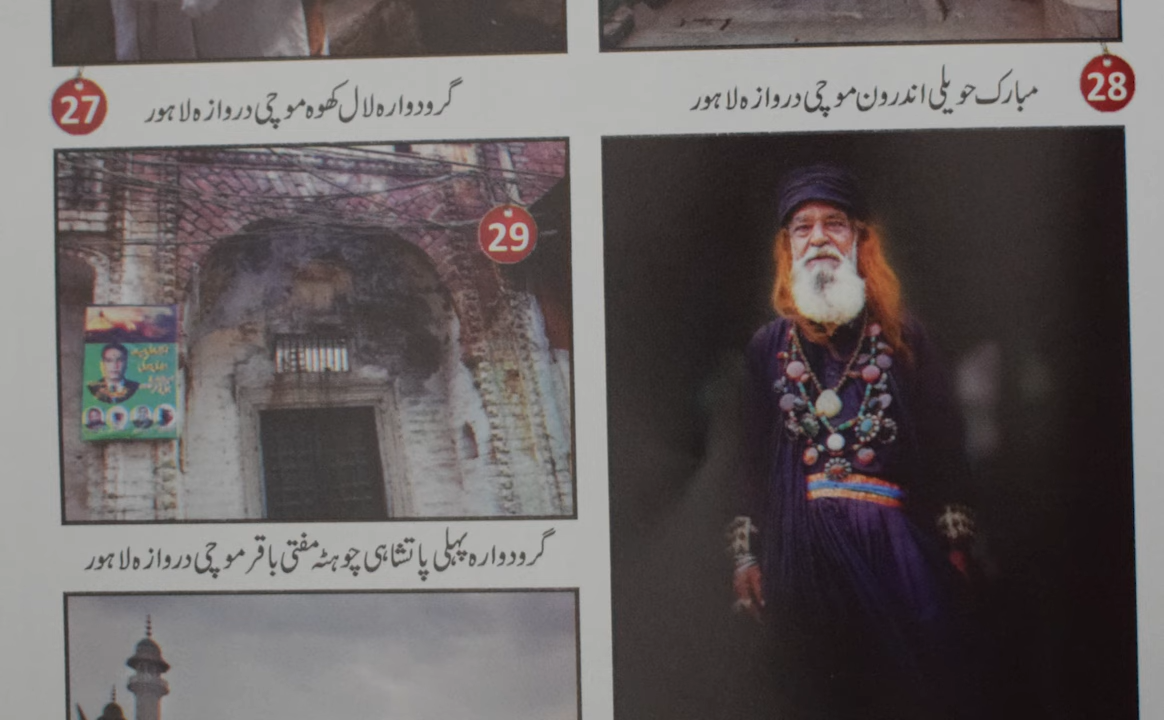 28
مبارک حویلی اندرون موچی دروازہ لاہور
27
گرودوارہ لال کھوہ موچی دروازہ لاہور
29
گرودوارہ پہلی پاتشاہی چوہٹہ مفتی باقر موچی دروازہ لاہور